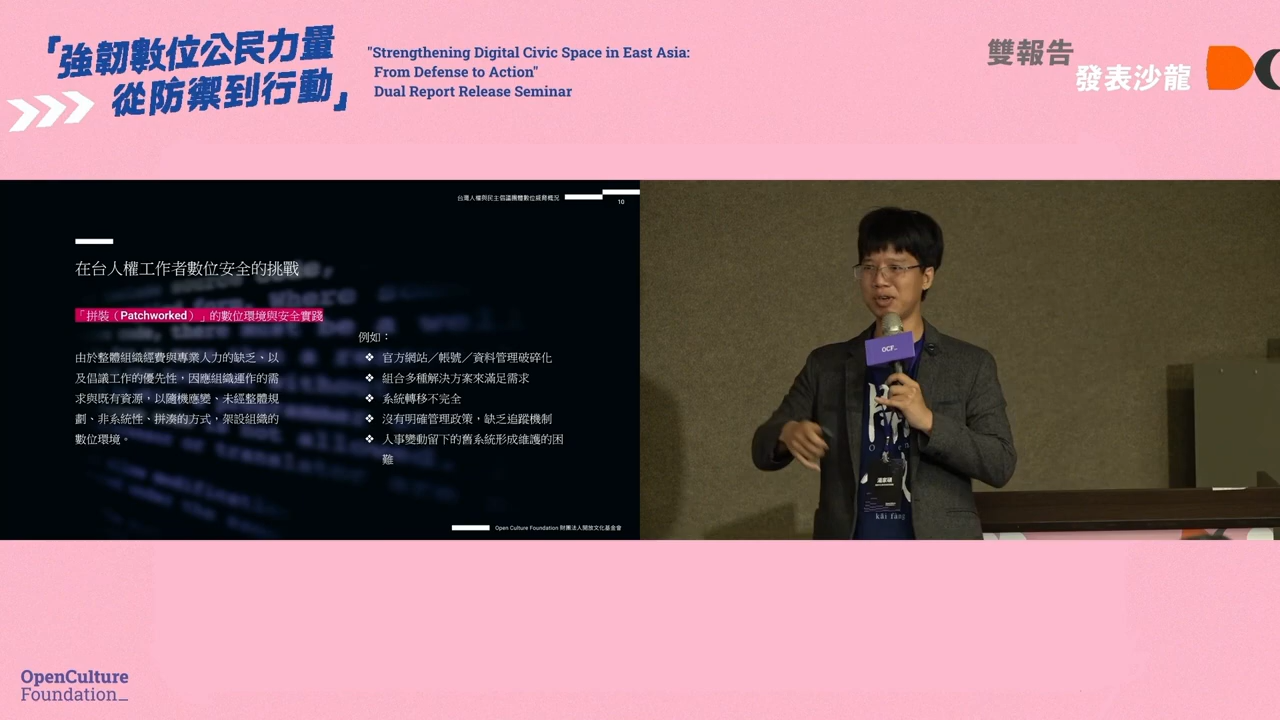 「強韌數位公民力量
從防禦到行動」
"Strengthening Digital Civic Space in East Asia:
From Defense to Action"
Dual Report Release Seminar
雙報告
發表沙龍
台灣人權與民主倡議團體數位威脅概況
10
在台人權工作者數位安全的挑戰
「拼裝（Patchworked）」的數位環境與安全實踐
由於整體組織經費與專業人力的缺乏、以
及倡議工作的優先性，因應組織運作的需
求與既有資源，以隨機應變、未經整體規
劃、非系統性、拼湊的方式，架設組織的
數位環境。
例如：
❖ 官方網站／帳號／資料管理破碎化
❖ 組合多種解決方案來滿足需求
❖ 系統轉移不完全
❖ 沒有明確管理政策，缺乏追蹤機制
❖ 人事變動留下的舊系統形成維護的困
難
Open Culture Foundation 財團法人開放文化基金會
OCF_
kāi fàng
OpenCulture
Foundation_